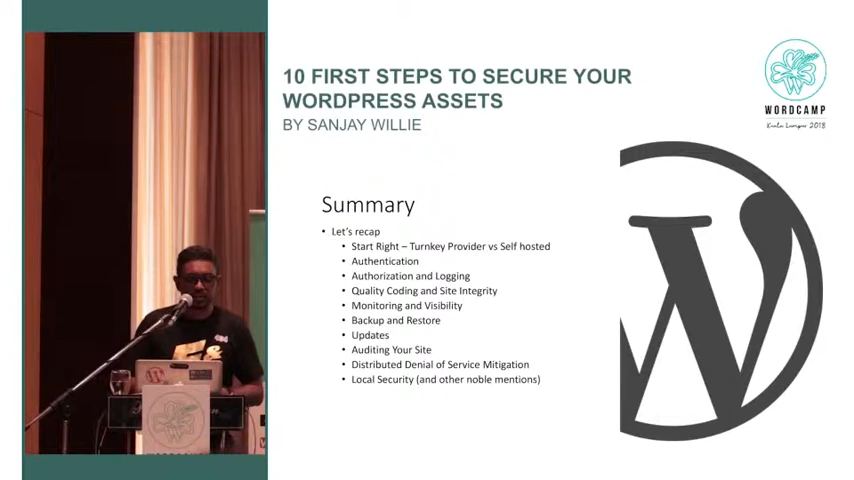 10 FIRST STEPS TO SECURE YOUR
WORDPRESS ASSETS
BY SANJAY WILLIE
WORDCAMP
Kuala Lumpur 2018
Summary
• Let's recap
• Start Right – Turnkey Provider vs Self hosted
• Authentication
• Authorization and Logging
• Quality Coding and Site Integrity
• Monitoring and Visibility
• Backup and Restore
• Updates
• Auditing Your Site
• Distributed Denial of Service Mitigation
• Local Security (and other noble mentions)